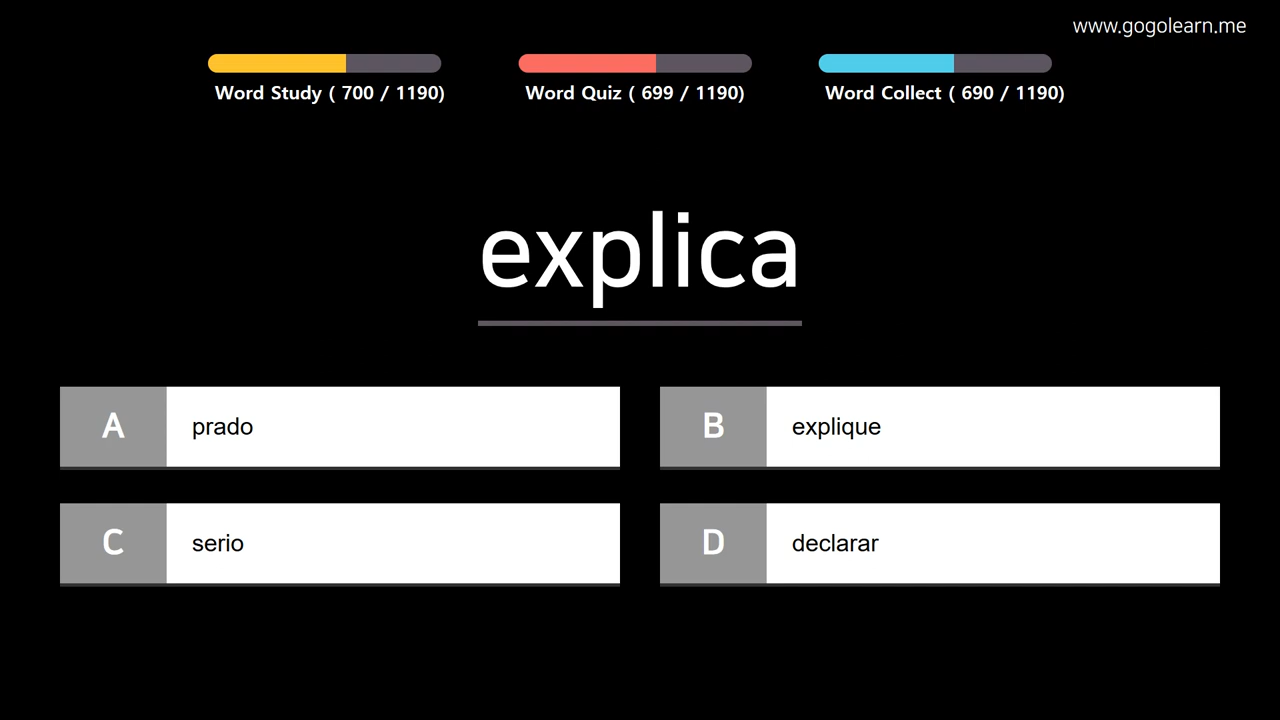 www.gogolearn.me
Word Study ( 700 / 1190)
Word Quiz ( 699 / 1190)
Word Collect ( 690 / 1190)
explica
A prado
B explique
C serio
D declarar